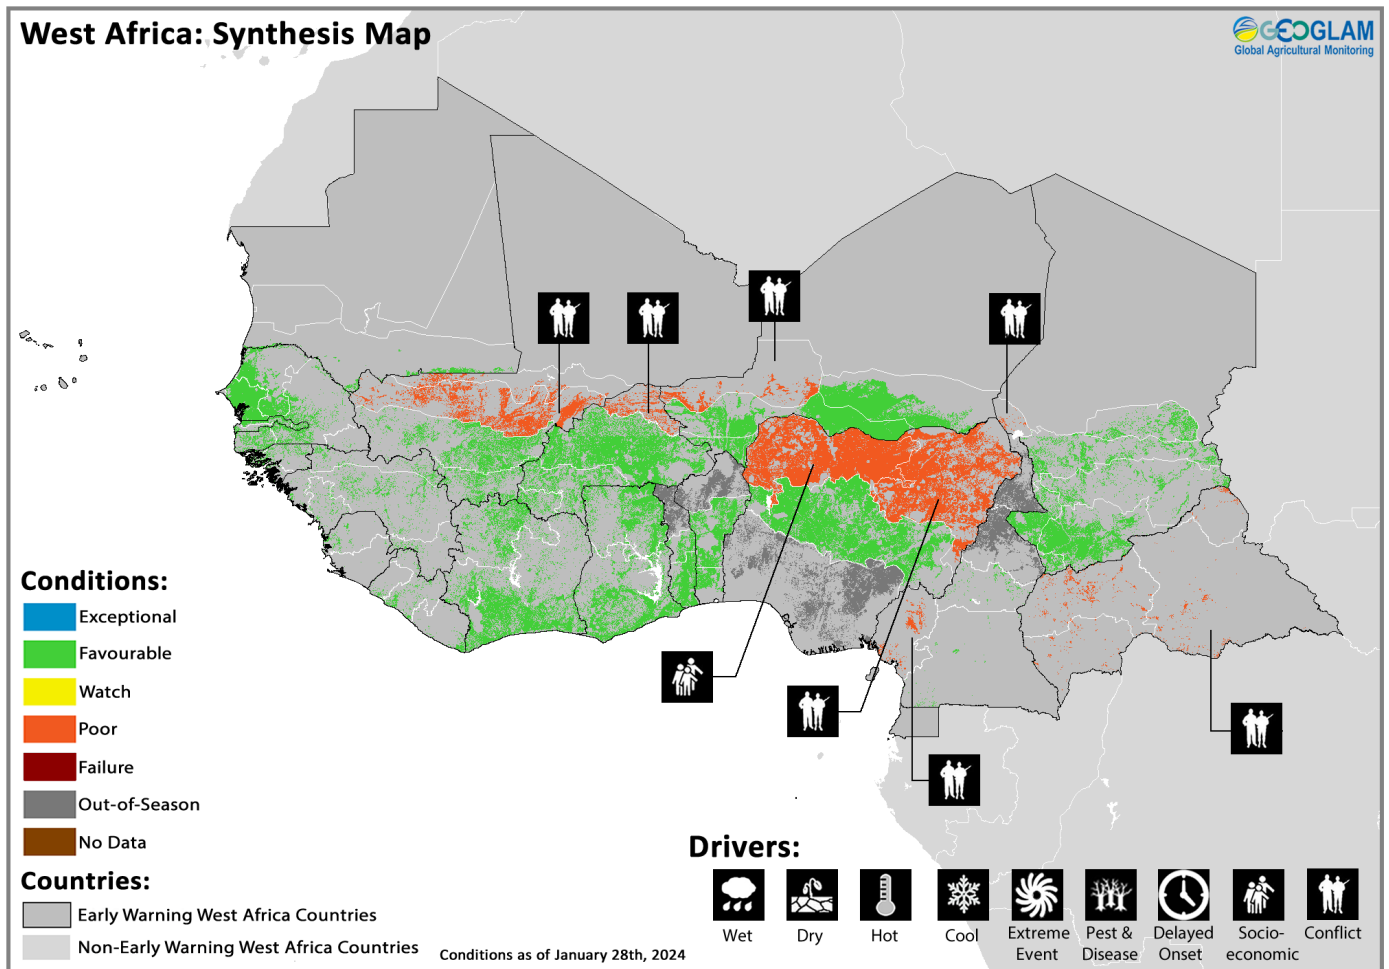 West Africa: Synthesis Map
GEOGLAM
Global Agricultural Monitoring
Conditions:
Exceptional
Favourable
Watch
Poor
Failure
Out-of-Season
No Data
Countries:
Early Warning West Africa Countries
Non-Early Warning West Africa Countries
Conditions as of January 28th, 2024
Drivers:
Wet
Dry
Hot
Cool
Extreme
Event
Pest &
Disease
Delayed
Onset
Socio-
economic
Conflict